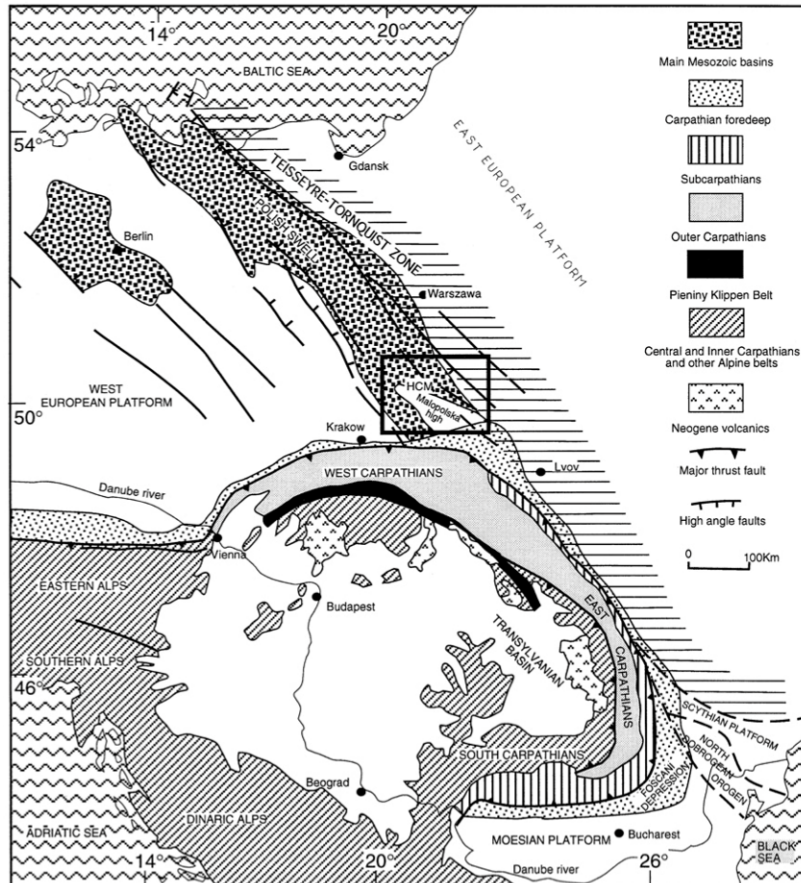 14°
20°
BALTIC SEA
54°
Gdansk
TEISSEYRE-TORNQUIST ZONE
POLISH SWELL
EAST EUROPEAN PLATFORM
Berlin
Warszawa
WEST
EUROPEAN PLATFORM
HCM
Malopolska
high
50°
Krakow
Lvov
WEST CARPATHIANS
Danube river
Vienna
EASTERN ALPS
Budapest
EAST
CARPATHIANS
TRANSYLVANIAN
BASIN
SOUTHERN ALPS
46°
SCYTHIAN PLATFORM
NORTH
DOBROGEAN
OROGEN
SOUTH CARPATHIANS
FOSCANI
DEPRESSION
Beograd
DINARIC ALPS
ADRIATIC SEA
MOESIAN PLATFORM
Bucharest
BLACK
SEA
14°
20°
26°
Danube river
Main Mesozoic basins
Carpathian foredeep
Subcarpathians
Outer Carpathians
Pieniny Klippen Belt
Central and Inner Carpathians
and other Alpine belts
Neogene volcanics
Major thrust fault
High angle faults
0 100Km